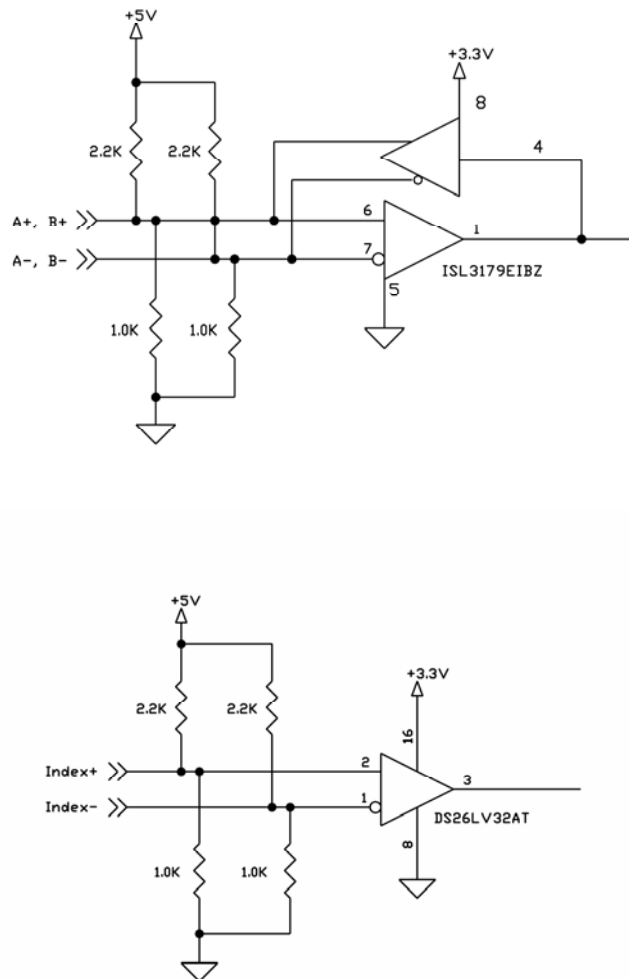 +5V
+3.3V
8
2.2K 2.2K
4
A+, B+
6
1
A-, B-
7
ISL3179EIBZ
5
1.0K 1.0K
+5V
+3.3V
2.2K 2.2K
16
Index+
2
3
Index-
1
DS26LV32AT
8
1.0K 1.0K